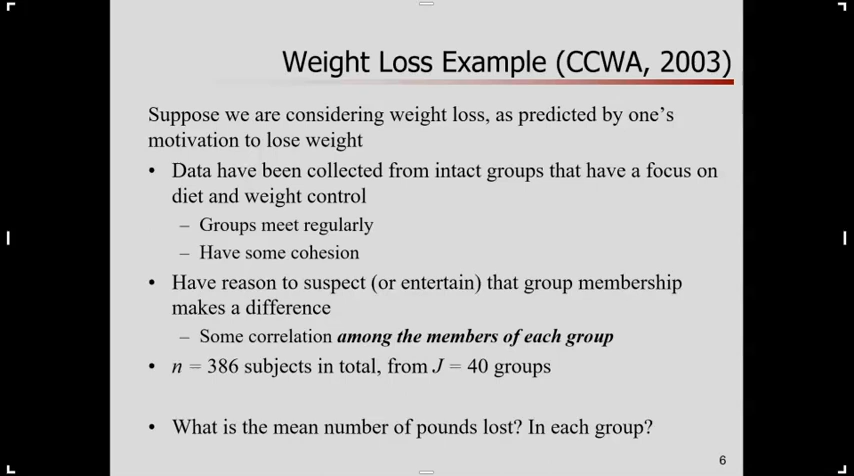 Weight Loss Example (CCWA, 2003)
Suppose we are considering weight loss, as predicted by one's
motivation to lose weight
• Data have been collected from intact groups that have a focus on
diet and weight control
– Groups meet regularly
– Have some cohesion
• Have reason to suspect (or entertain) that group membership
makes a difference
– Some correlation among the members of each group
• n = 386 subjects in total, from J = 40 groups
• What is the mean number of pounds lost? In each group?
6